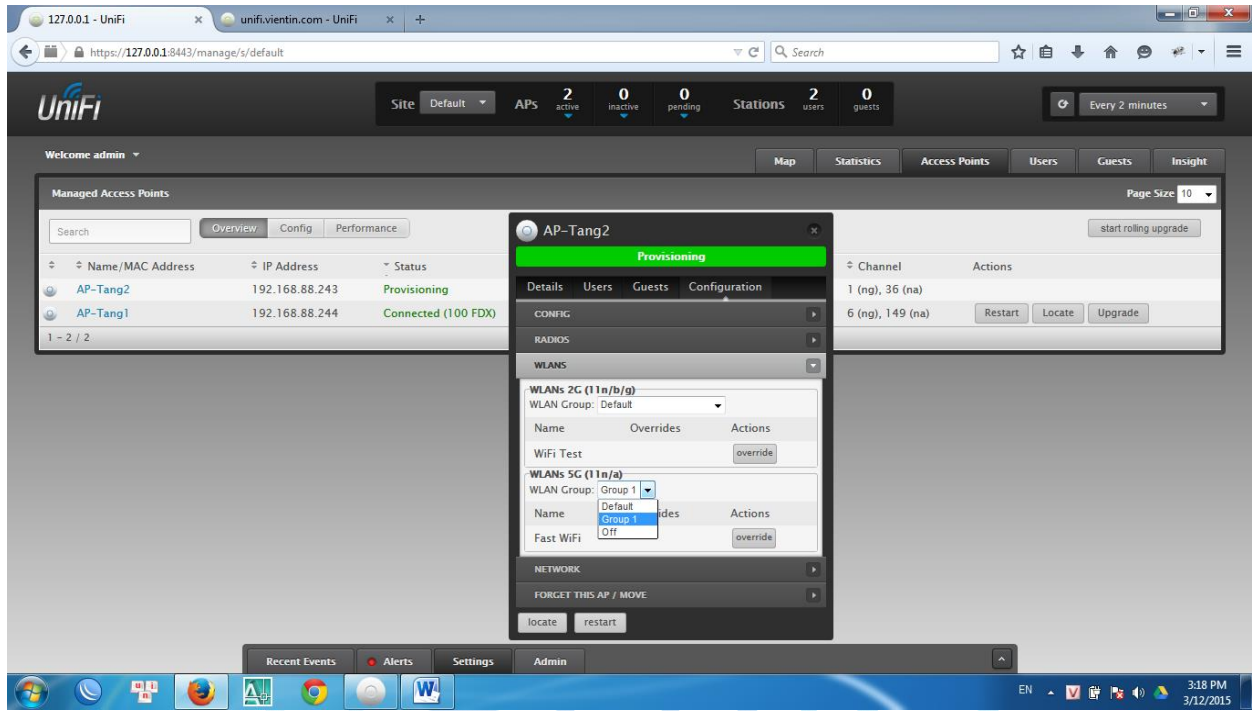 127.0.0.1 - UniFi
unifi.vientin.com - UniFi
https://127.0.0.1:8443/manage/s/default
Search
UniFi
Site Default APs 2 active 0 inactive 0 pending Stations 2 users 0 guests
Every 2 minutes
Welcome admin
Map Statistics Access Points Users Guests Insight
Managed Access Points
Page Size 10
Search Overview Config Performance
start rolling upgrade
Name/MAC Address IP Address Status Channel Actions
AP-Tang2 192.168.88.243 Provisioning 1 (ng), 36 (na)
AP-Tang1 192.168.88.244 Connected (100 FDX) 6 (ng), 149 (na) Restart Locate Upgrade
1 - 2 / 2
AP-Tang2
Provisioning
Details Users Guests Configuration
CONFIG
RADIOS
WLANS
WLANs 2G (11n/b/g)
WLAN Group: Default
Name Overrides Actions
WiFi Test override
WLANs 5G (11n/a)
WLAN Group: Group 1
Default
Group 1
Off
Name ides Actions
Fast WiFi override
NETWORK
FORGET THIS AP / MOVE
locate restart
Recent Events Alerts Settings Admin
EN
3:18 PM
3/12/2015